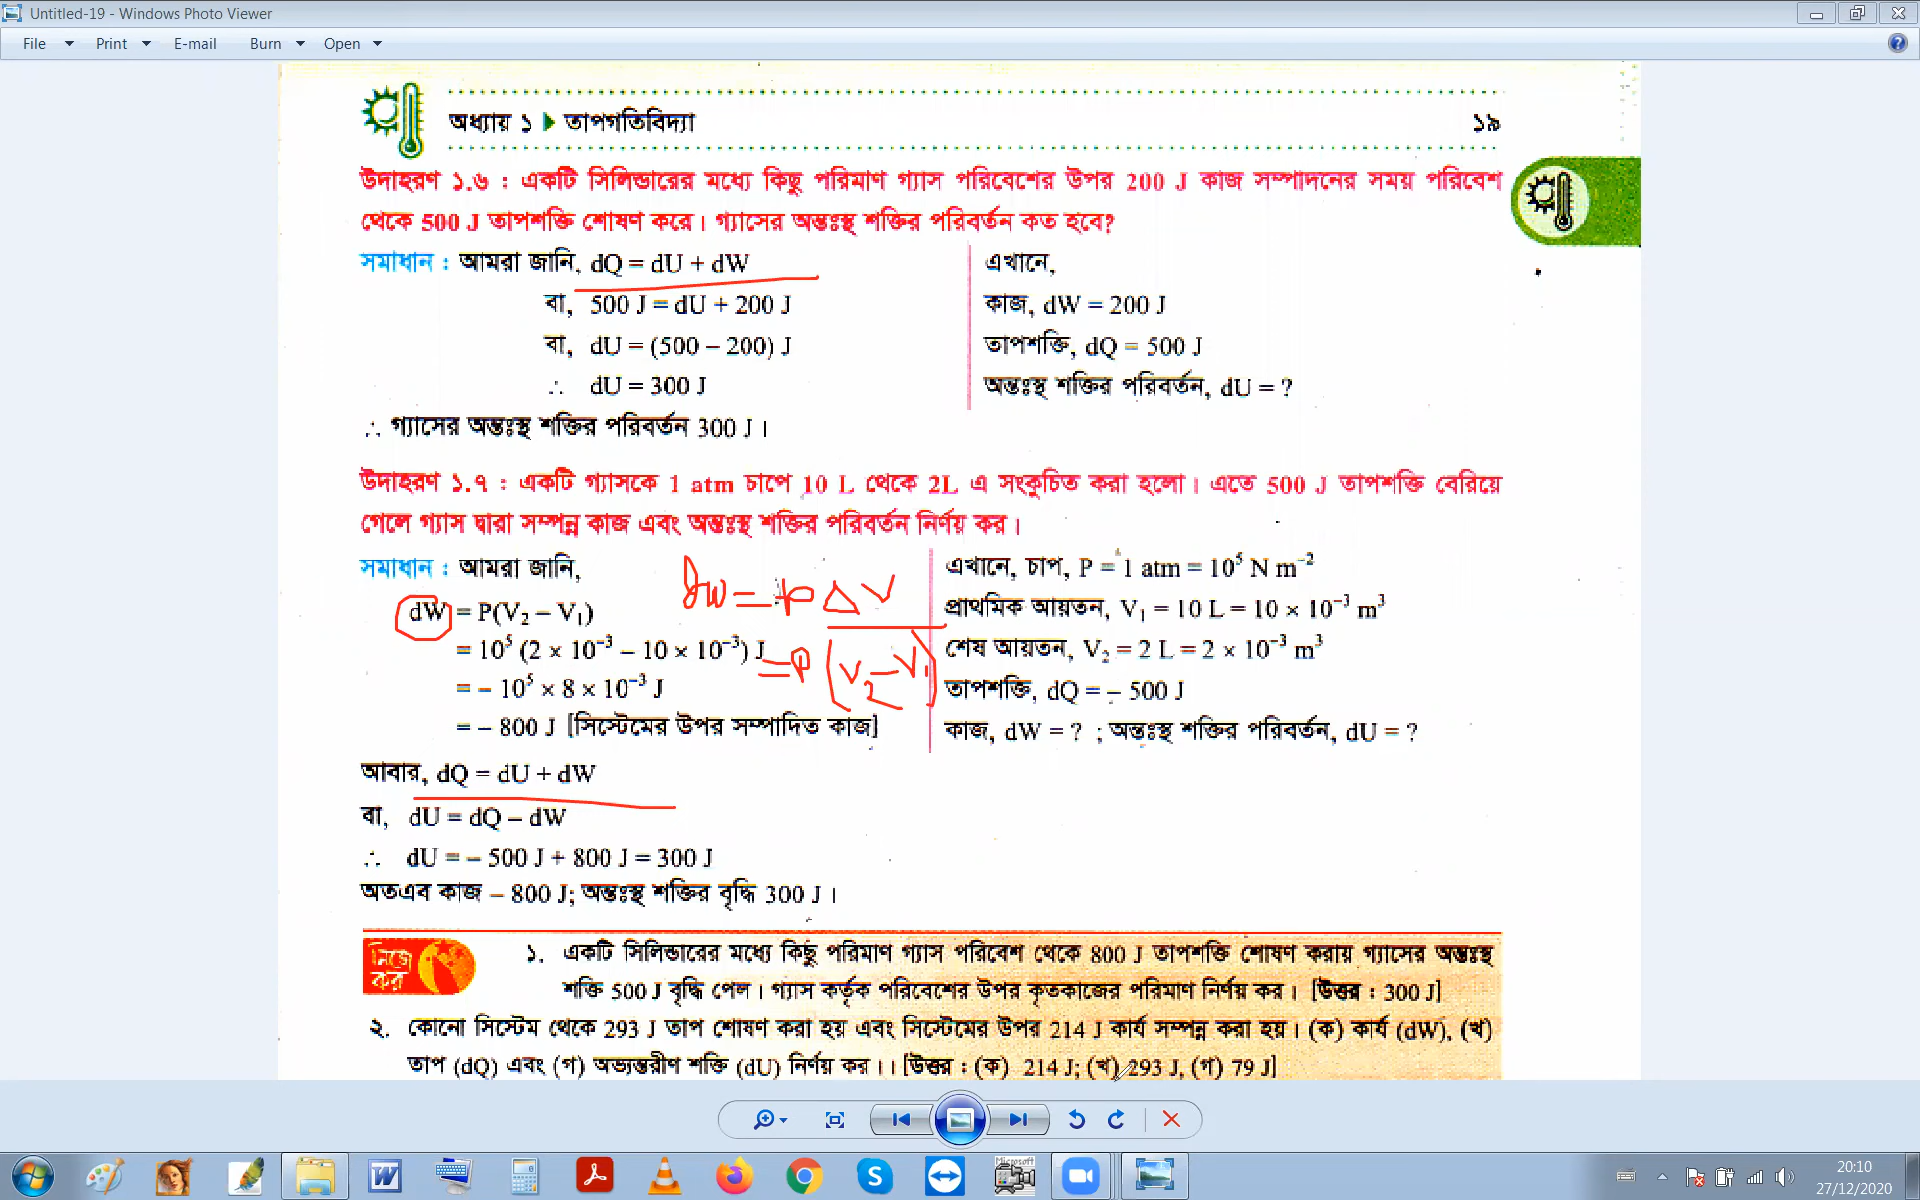 Untitled-19 - Windows Photo Viewer
File Print E-mail Burn Open
অধ্যায় ১ ▶ তাপগতিবিদ্যা ১৯
উদাহরণ ১.৬ : একটি সিলিন্ডারের মধ্যে কিছু পরিমাণ গ্যাস পরিবেশের উপর 200 J কাজ সম্পাদনের সময় পরিবেশ
থেকে 500 J তাপশক্তি শোষণ করে। গ্যাসের অন্তঃস্থ শক্তির পরিবর্তন কত হবে?
সমাধান : আমরা জানি, dQ = dU + dW
বা, 500 J = dU + 200 J
বা, dU = (500 – 200) J
∴ dU = 300 J
এখানে,
কাজ, dW = 200 J
তাপশক্তি, dQ = 500 J
অন্তঃস্থ শক্তির পরিবর্তন, dU = ?
∴ গ্যাসের অন্তঃস্থ শক্তির পরিবর্তন 300 J।
উদাহরণ ১.৭ : একটি গ্যাসকে 1 atm চাপে 10 L থেকে 2L এ সংকুচিত করা হলো। এতে 500 J তাপশক্তি বেরিয়ে
গেলে গ্যাস দ্বারা সম্পন্ন কাজ এবং অন্তঃস্থ শক্তির পরিবর্তন নির্ণয় কর।
সমাধান : আমরা জানি,
dW = P(V₂ – V₁)
= 10⁵ (2 × 10⁻³ – 10 × 10⁻³) J
= – 10⁵ × 8 × 10⁻³ J
= – 800 J [সিস্টেমের উপর সম্পাদিত কাজ]
dW = P Δ V
= P (V₂ – V₁)
এখানে, চাপ, P = 1 atm = 10⁵ N m⁻²
প্রাথমিক আয়তন, V₁ = 10 L = 10 × 10⁻³ m³
শেষ আয়তন, V₂ = 2 L = 2 × 10⁻³ m³
তাপশক্তি, dQ = – 500 J
কাজ, dW = ? ; অন্তঃস্থ শক্তির পরিবর্তন, dU = ?
আবার, dQ = dU + dW
বা, dU = dQ – dW
∴ dU = – 500 J + 800 J = 300 J
অতএব কাজ – 800 J; অন্তঃস্থ শক্তির বৃদ্ধি 300 J।
নিজে
কর
১. একটি সিলিন্ডারের মধ্যে কিছু পরিমাণ গ্যাস পরিবেশ থেকে 800 J তাপশক্তি শোষণ করায় গ্যাসের অন্তঃস্থ
শক্তি 500 J বৃদ্ধি পেল। গ্যাস কর্তৃক পরিবেশের উপর কৃতকাজের পরিমাণ নির্ণয় কর। [উত্তর : 300 J]
২. কোনো সিস্টেম থেকে 293 J তাপ শোষণ করা হয় এবং সিস্টেমের উপর 214 J কার্য সম্পন্ন করা হয়। (ক) কার্য (dW), (খ)
তাপ (dQ) এবং (গ) অভ্যন্তরীণ শক্তি (dU) নির্ণয় কর।। [উত্তর : (ক) 214 J; (খ) 293 J, (গ) 79 J]
20:10
27/12/2020